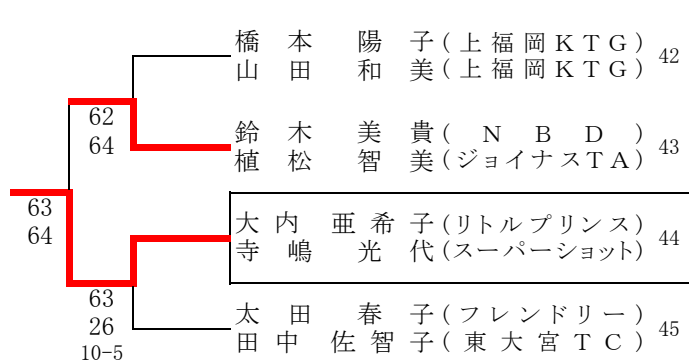 橋本 陽子(上福岡KTG) 42
山田 和美(上福岡KTG)
62
64
鈴木 美貴(NBD) 43
植松 智美(ジョイナスTA)
63
64
大内 亜希子(リトルプリンス) 44
寺嶋 光代(スーパーショット)
63
26
10-5
太田 春子(フレンドリー) 45
田中 佐智子(東大宮TC)